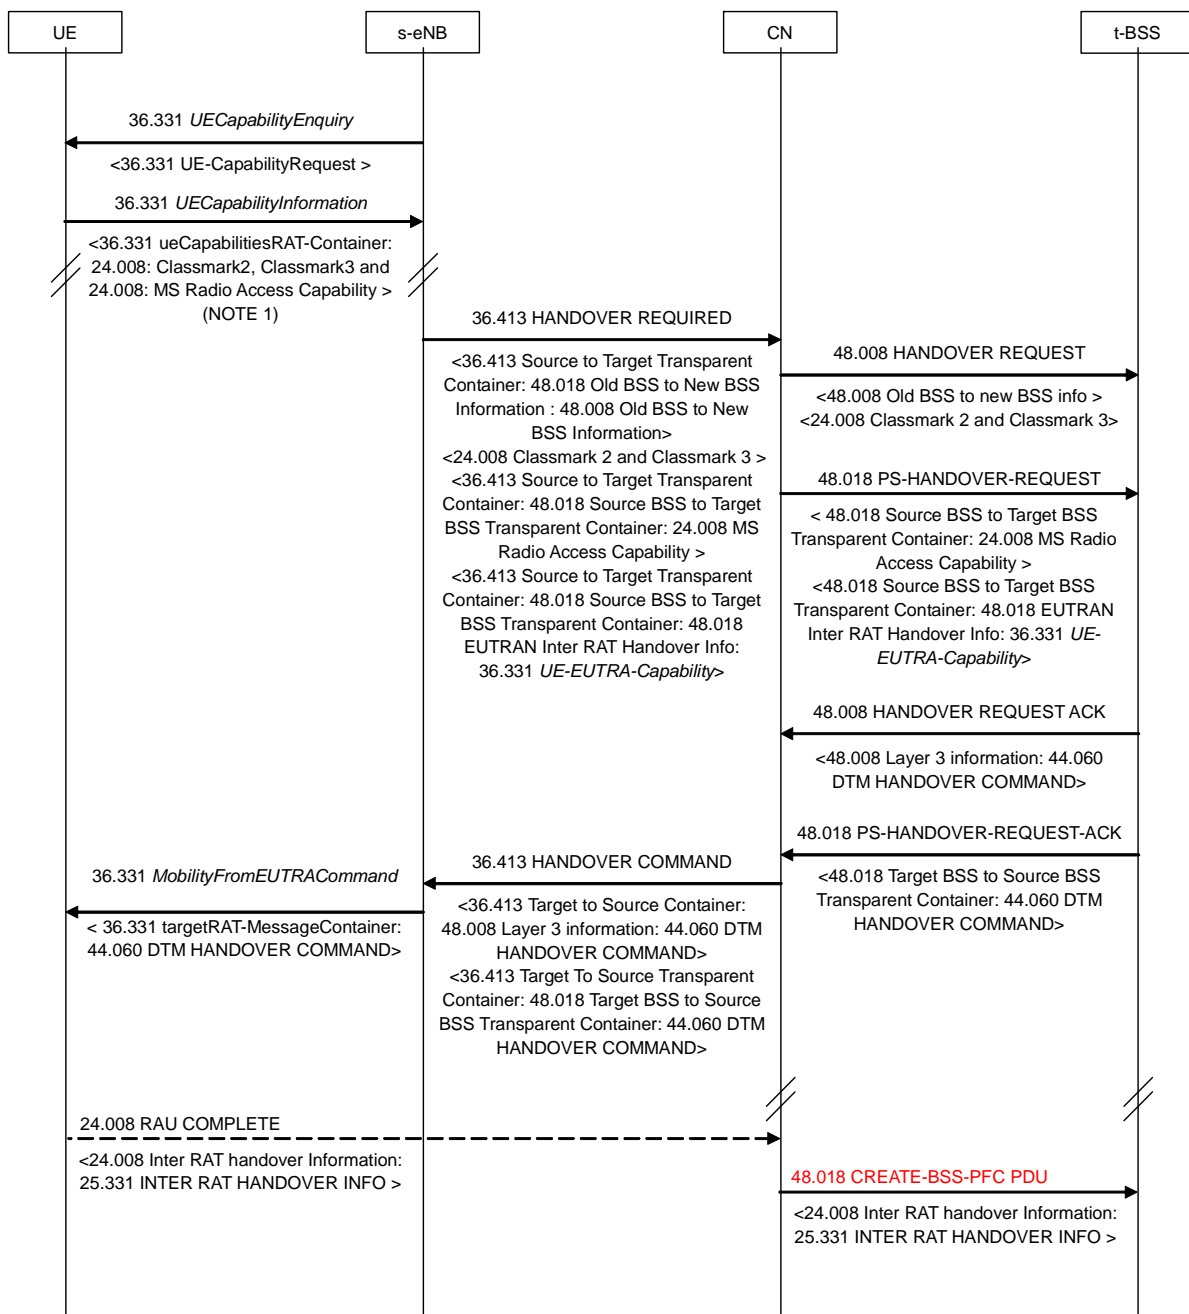 UE
s-eNB
CN
t-BSS
36.331 UECapabilityEnquiry
<36.331 UE-CapabilityRequest >
36.331 UECapabilityInformation
<36.331 ueCapabilitiesRAT-Container:
24.008: Classmark2, Classmark3 and
24.008: MS Radio Access Capability >
(NOTE 1)
36.413 HANDOVER REQUIRED
<36.413 Source to Target Transparent
Container: 48.018 Old BSS to New BSS
Information : 48.008 Old BSS to New
BSS Information>
<24.008 Classmark 2 and Classmark 3 >
<36.413 Source to Target Transparent
Container: 48.018 Source BSS to Target
BSS Transparent Container: 24.008 MS
Radio Access Capability >
<36.413 Source to Target Transparent
Container: 48.018 Source BSS to Target
BSS Transparent Container: 48.018
EUTRAN Inter RAT Handover Info:
36.331 UE-EUTRA-Capability>
48.008 HANDOVER REQUEST
<48.008 Old BSS to new BSS info >
<24.008 Classmark 2 and Classmark 3>
48.018 PS-HANDOVER-REQUEST
< 48.018 Source BSS to Target BSS
Transparent Container: 24.008 MS Radio
Access Capability >
<48.018 Source BSS to Target BSS
Transparent Container: 48.018 EUTRAN
Inter RAT Handover Info: 36.331 UE-
EUTRA-Capability>
48.008 HANDOVER REQUEST ACK
<48.008 Layer 3 information: 44.060
DTM HANDOVER COMMAND>
48.018 PS-HANDOVER-REQUEST-ACK
<48.018 Target BSS to Source BSS
Transparent Container: 44.060 DTM
HANDOVER COMMAND>
36.413 HANDOVER COMMAND
<36.413 Target to Source Container:
48.008 Layer 3 information: 44.060 DTM
HANDOVER COMMAND>
<36.413 Target To Source Transparent
Container: 48.018 Target BSS to Source
BSS Transparent Container: 44.060 DTM
HANDOVER COMMAND>
36.331 MobilityFromEUTRACommand
< 36.331 targetRAT-MessageContainer:
44.060 DTM HANDOVER COMMAND>
24.008 RAU COMPLETE
<24.008 Inter RAT handover Information:
25.331 INTER RAT HANDOVER INFO >
48.018 CREATE-BSS-PFC PDU
<24.008 Inter RAT handover Information:
25.331 INTER RAT HANDOVER INFO >